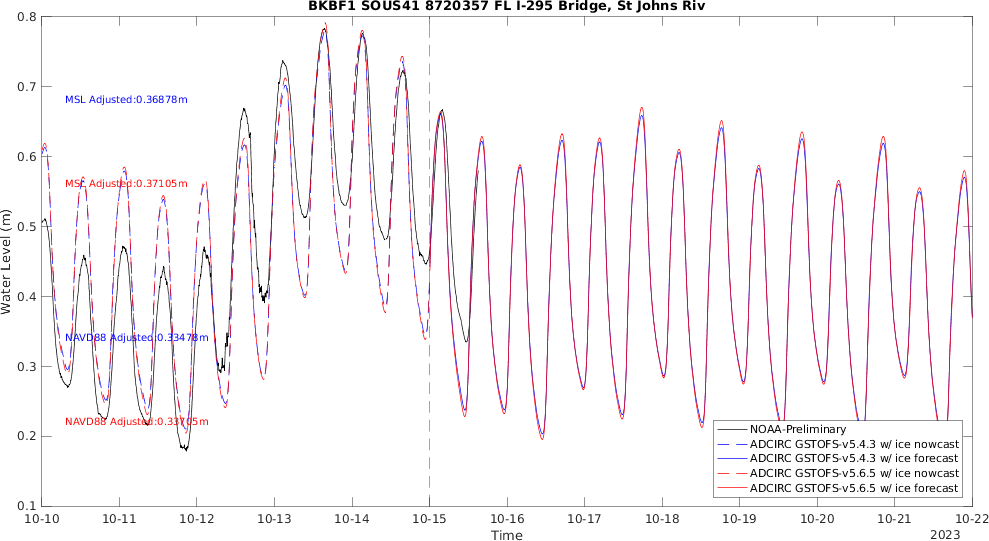 BKBF1 SOUS41 8720357 FL I-295 Bridge, St Johns Riv
0.8
0.7
0.6
0.5
0.4
0.3
0.2
0.1
Water Level (m)
MSL Adjusted:0.36878m
MSL Adjusted:0.37105m
NAVD88 Adjusted:0.33478m
NAVD88 Adjusted:0.33705m
NOAA-Preliminary
ADCIRC GSTOFS-v5.4.3 w/ ice nowcast
ADCIRC GSTOFS-v5.4.3 w/ ice forecast
ADCIRC GSTOFS-v5.6.5 w/ ice nowcast
ADCIRC GSTOFS-v5.6.5 w/ ice forecast
10-10 10-11 10-12 10-13 10-14 10-15 10-16 10-17 10-18 10-19 10-20 10-21 10-22
Time
2023